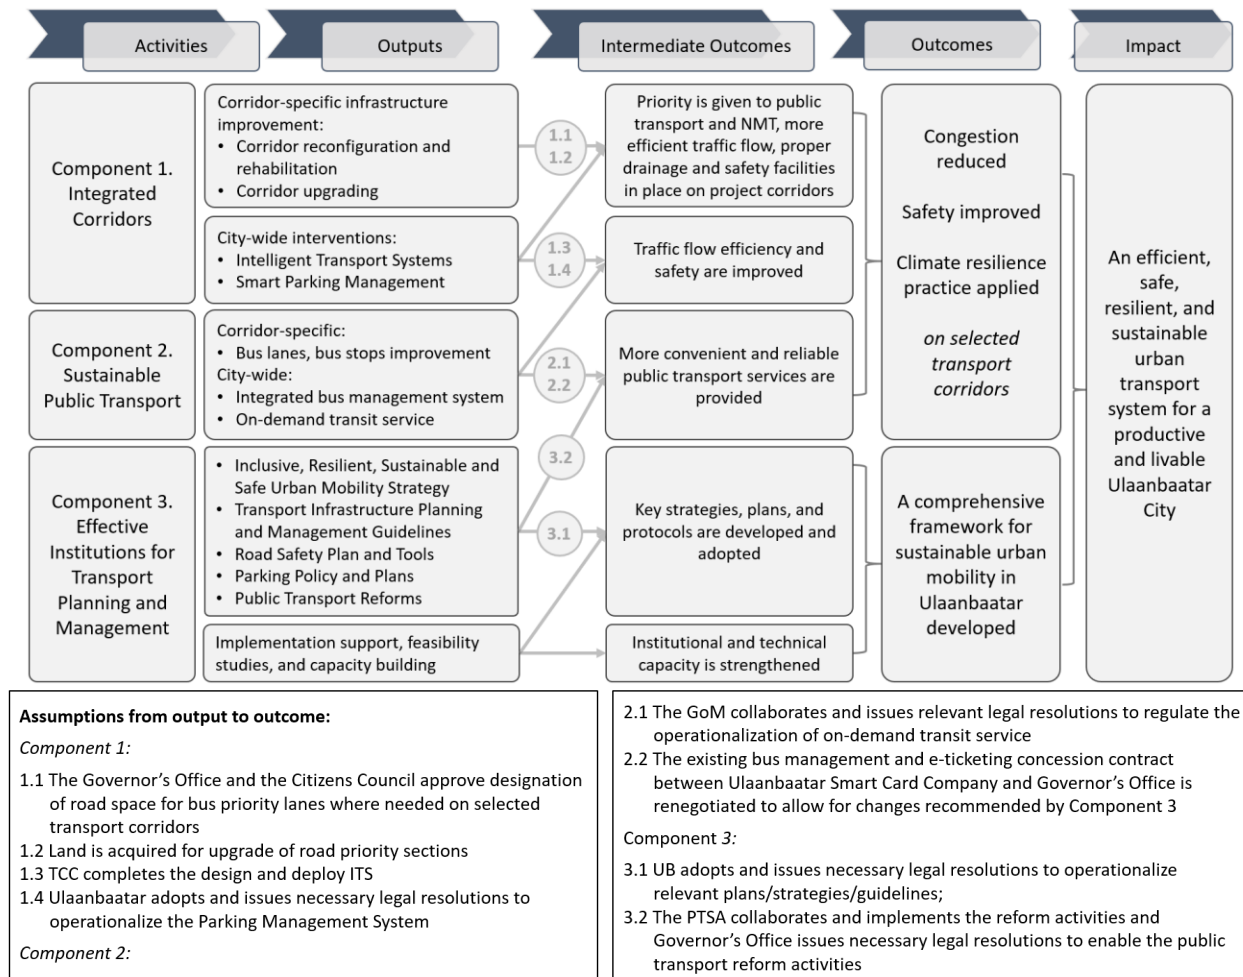 Activities
Outputs
Intermediate Outcomes
Outcomes
Impact
Component 1.
Integrated
Corridors
Corridor-specific infrastructure
improvement:
• Corridor reconfiguration and
rehabilitation
• Corridor upgrading
1.1
1.2
Priority is given to public
transport and NMT, more
efficient traffic flow, proper
drainage and safety facilities
in place on project corridors
City-wide interventions:
• Intelligent Transport Systems
• Smart Parking Management
1.3
1.4
Traffic flow efficiency and
safety are improved
Component 2.
Sustainable
Public Transport
Corridor-specific:
• Bus lanes, bus stops improvement
City-wide:
• Integrated bus management system
• On-demand transit service
2.1
2.2
More convenient and reliable
public transport services are
provided
Congestion
reduced
Safety improved
Climate resilience
practice applied
on selected
transport
corridors
Component 3.
Effective
Institutions for
Transport
Planning and
Management
• Inclusive, Resilient, Sustainable and
Safe Urban Mobility Strategy
• Transport Infrastructure Planning
and Management Guidelines
• Road Safety Plan and Tools
• Parking Policy and Plans
• Public Transport Reforms
3.2
3.1
Key strategies, plans, and
protocols are developed and
adopted
Implementation support, feasibility
studies, and capacity building
Institutional and technical
capacity is strengthened
A comprehensive
framework for
sustainable urban
mobility in
Ulaanbaatar
developed
An efficient,
safe,
resilient, and
sustainable
urban
transport
system for a
productive
and livable
Ulaanbaatar
City
Assumptions from output to outcome:
Component 1:
1.1 The Governor's Office and the Citizens Council approve designation
of road space for bus priority lanes where needed on selected
transport corridors
1.2 Land is acquired for upgrade of road priority sections
1.3 TCC completes the design and deploy ITS
1.4 Ulaanbaatar adopts and issues necessary legal resolutions to
operationalize the Parking Management System
Component 2:
2.1 The GoM collaborates and issues relevant legal resolutions to regulate the
operationalization of on-demand transit service
2.2 The existing bus management and e-ticketing concession contract
between Ulaanbaatar Smart Card Company and Governor's Office is
renegotiated to allow for changes recommended by Component 3
Component 3:
3.1 UB adopts and issues necessary legal resolutions to operationalize
relevant plans/strategies/guidelines;
3.2 The PTSA collaborates and implements the reform activities and
Governor's Office issues necessary legal resolutions to enable the public
transport reform activities